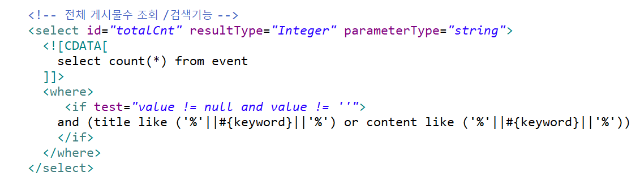 <!-- 전체 게시물수 조회 /검색기능 -->
<select id="totalCnt" resultType="Integer" parameterType="string">
<![CDATA[
select count(*) from event
]]>
<where>
<if test="value != null and value != ''">
and (title like ('%'||#{keyword}||'%') or content like ('%'||#{keyword}||'%'))
</if>
</where>
</select>